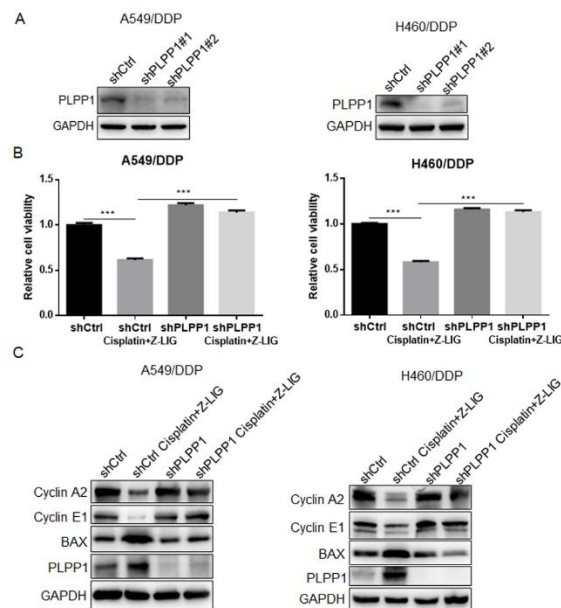 A
A549/DDP
shCtrl
shPLPP1#1
shPLPP1#2
PLPP1
GAPDH
H460/DDP
shCtrl
shPLPP1#1
shPLPP1#2
PLPP1
GAPDH
B
A549/DDP
Relative cell viability
1.5
1.0
0.5
0.0
***
***
shCtrl
shCtrl
Cisplatin+Z-LIG
shPLPP1
shPLPP1
Cisplatin+Z-LIG
H460/DDP
Relative cell viability
1.5
1.0
0.5
0.0
***
***
shCtrl
shCtrl
Cisplatin+Z-LIG
shPLPP1
shPLPP1
Cisplatin+Z-LIG
C
A549/DDP
shCtrl
shCtrl Cisplatin+Z-LIG
shPLPP1
shPLPP1 Cisplatin+Z-LIG
Cyclin A2
Cyclin E1
BAX
PLPP1
GAPDH
H460/DDP
shCtrl
shCtrl Cisplatin+Z-LIG
shPLPP1
shPLPP1 Cisplatin+Z-LIG
Cyclin A2
Cyclin E1
BAX
PLPP1
GAPDH